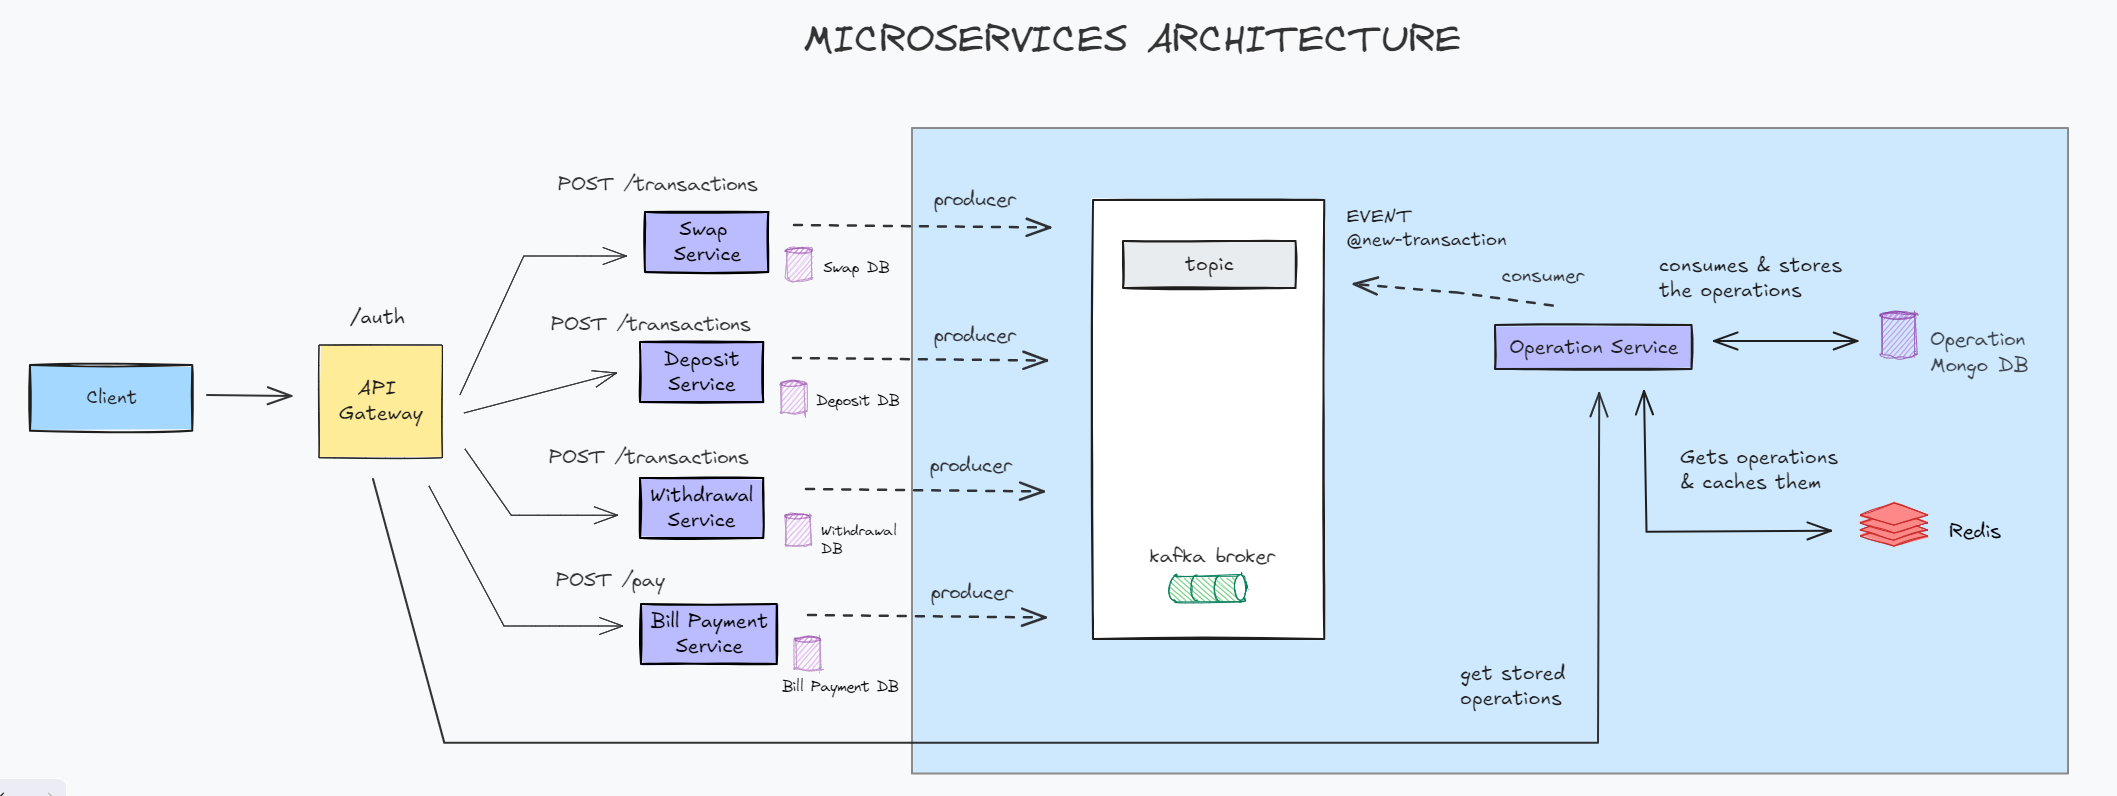 MICROSERVICES ARCHITECTURE
Client
/auth
API
Gateway
POST /transactions
Swap
Service
Swap DB
POST /transactions
Deposit
Service
Deposit DB
POST /transactions
Withdrawal
Service
Withdrawal
DB
POST /pay
Bill Payment
Service
Bill Payment DB
producer
producer
producer
producer
topic
kafka broker
EVENT
@new-transaction
consumer
Operation Service
consumes & stores
the operations
Operation
Mongo DB
Gets operations
& caches them
Redis
get stored
operations